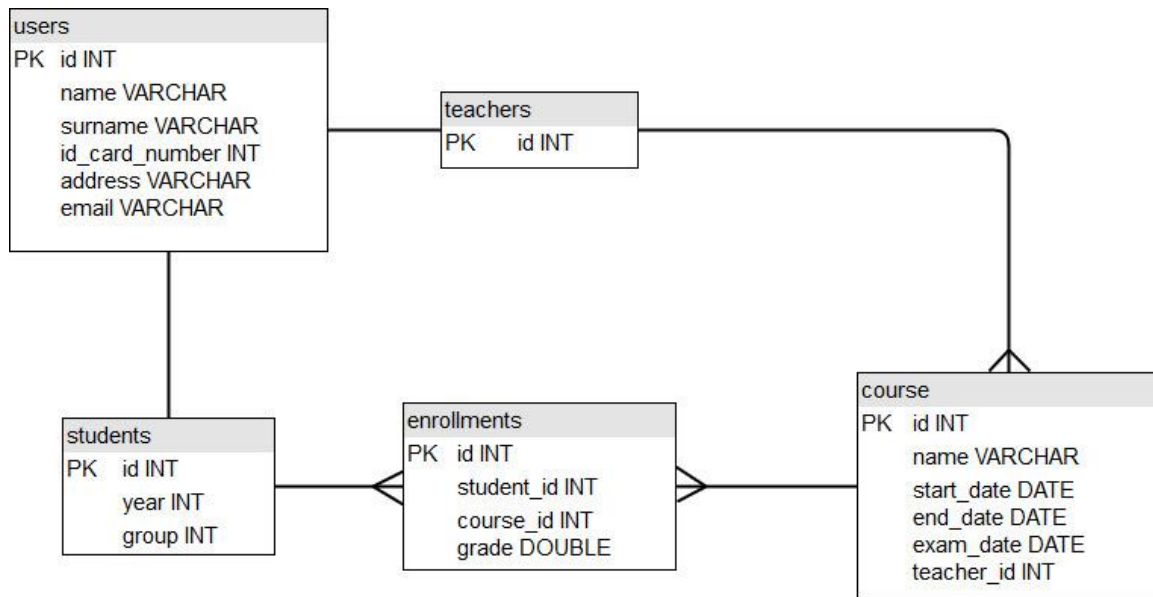 users
PK id INT
name VARCHAR
surname VARCHAR
id_card_number INT
address VARCHAR
email VARCHAR
teachers
PK id INT
students
PK id INT
year INT
group INT
enrollments
PK id INT
student_id INT
course_id INT
grade DOUBLE
course
PK id INT
name VARCHAR
start_date DATE
end_date DATE
exam_date DATE
teacher_id INT